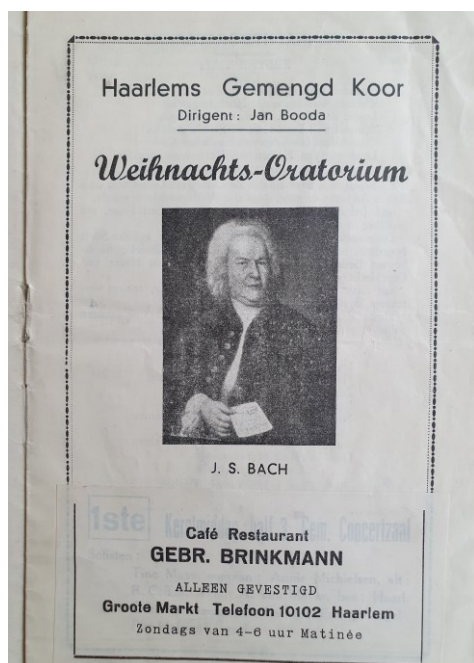 Haarlems Gemengd Koor
Dirigent: Jan Booda
Weihnachts-Oratorium
J. S. BACH
1ste
Café Restaurant
GEBR. BRINKMANN
ALLEEN GEVESTIGD
Groote Markt Telefoon 10102 Haarlem
Zondags van 4-6 uur Matinée